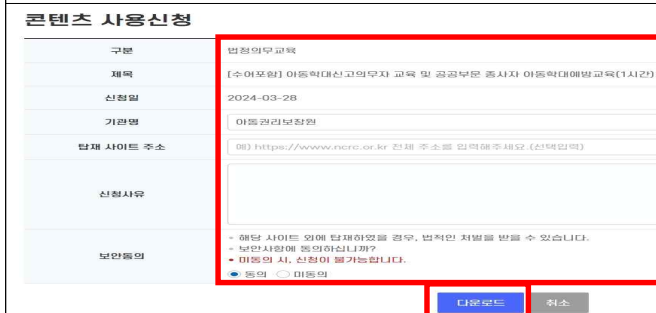 콘텐츠 사용신청
구분 법정의무교육
제목 [수어포함] 아동학대신고의무자 교육 및 공공부문 종사자 아동학대예방교육(1시간)
신청일 2024-03-28
기관명 아동권리보장원
탑재 사이트 주소 예) https://www.ncrc.or.kr 전체 주소를 입력해주세요.(선택입력)
신청사유
보안동의
해당 사이트 외에 탑재하였을 경우, 법적인 처벌을 받을 수 있습니다.
보안사항에 동의하십니까?
미동의 시, 신청이 불가능합니다.
동의 미동의
다운로드 취소